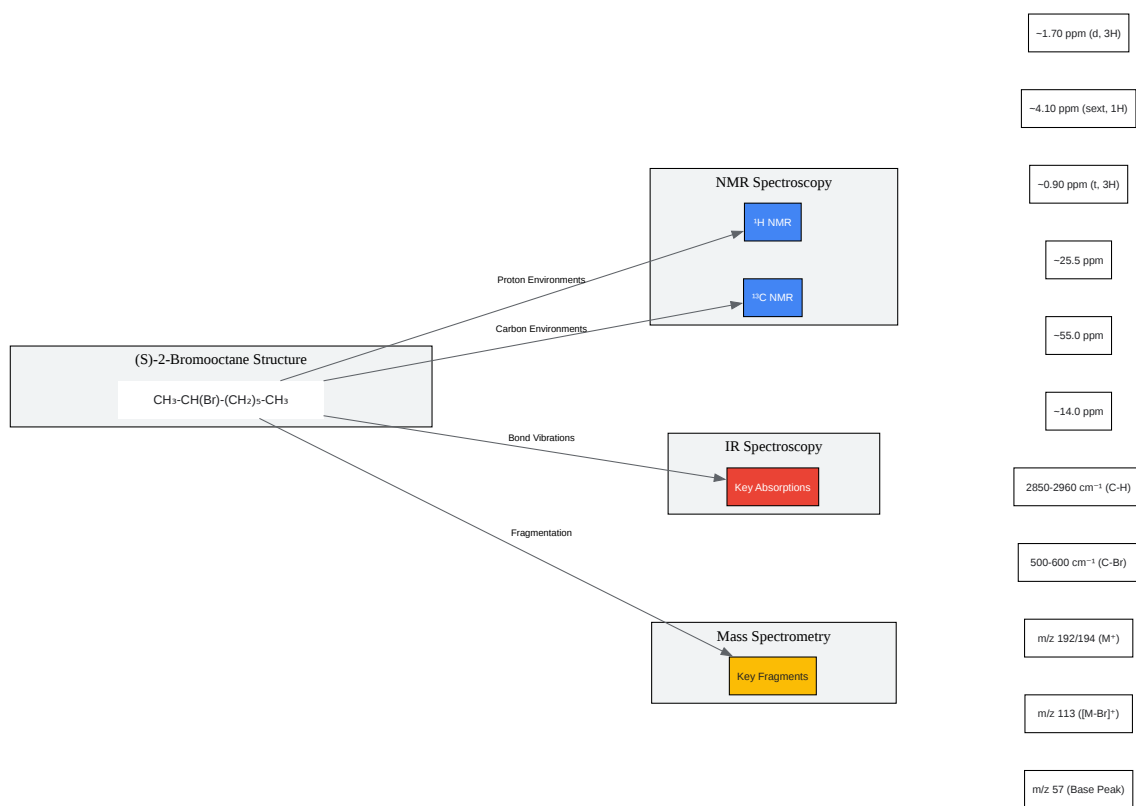 (S)-2-Bromooctane Structure
CH₃-CH(Br)-(CH₂)₅-CH₃
Proton Environments
Carbon Environments
Bond Vibrations
Fragmentation
NMR Spectroscopy
¹H NMR
¹³C NMR
IR Spectroscopy
Key Absorptions
Mass Spectrometry
Key Fragments
~1.70 ppm (d, 3H)
~4.10 ppm (sext, 1H)
~0.90 ppm (t, 3H)
~25.5 ppm
~55.0 ppm
~14.0 ppm
2850-2960 cm⁻¹ (C-H)
500-600 cm⁻¹ (C-Br)
m/z 192/194 (M⁺)
m/z 113 ([M-Br]⁺)
m/z 57 (Base Peak)